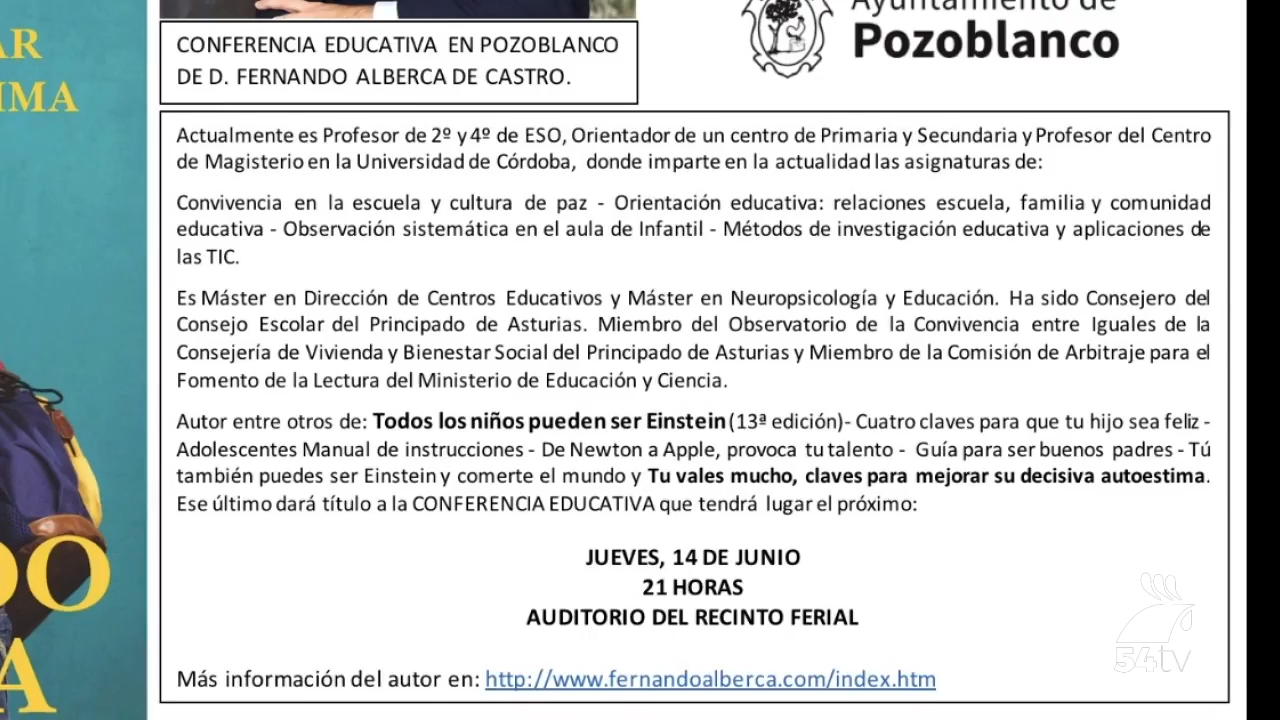 AR
IMA
DO
A
Ayuntamiento de
Pozoblanco
CONFERENCIA EDUCATIVA EN POZOBLANCO
DE D. FERNANDO ALBERCA DE CASTRO.
Actualmente es Profesor de 2º y 4º de ESO, Orientador de un centro de Primaria y Secundaria y Profesor del Centro
de Magisterio en la Universidad de Córdoba, donde imparte en la actualidad las asignaturas de:
Convivencia en la escuela y cultura de paz - Orientación educativa: relaciones escuela, familia y comunidad
educativa - Observación sistemática en el aula de Infantil - Métodos de investigación educativa y aplicaciones de
las TIC.
Es Máster en Dirección de Centros Educativos y Máster en Neuropsicología y Educación. Ha sido Consejero del
Consejo Escolar del Principado de Asturias. Miembro del Observatorio de la Convivencia entre Iguales de la
Consejería de Vivienda y Bienestar Social del Principado de Asturias y Miembro de la Comisión de Arbitraje para el
Fomento de la Lectura del Ministerio de Educación y Ciencia.
Autor entre otros de: Todos los niños pueden ser Einstein (13ª edición)- Cuatro claves para que tu hijo sea feliz -
Adolescentes Manual de instrucciones - De Newton a Apple, provoca tu talento - Guía para ser buenos padres - Tú
también puedes ser Einstein y comerte el mundo y Tu vales mucho, claves para mejorar su decisiva autoestima.
Ese último dará título a la CONFERENCIA EDUCATIVA que tendrá lugar el próximo:
JUEVES, 14 DE JUNIO
21 HORAS
AUDITORIO DEL RECINTO FERIAL
Más información del autor en: http://www.fernandoalberca.com/index.htm
54tv